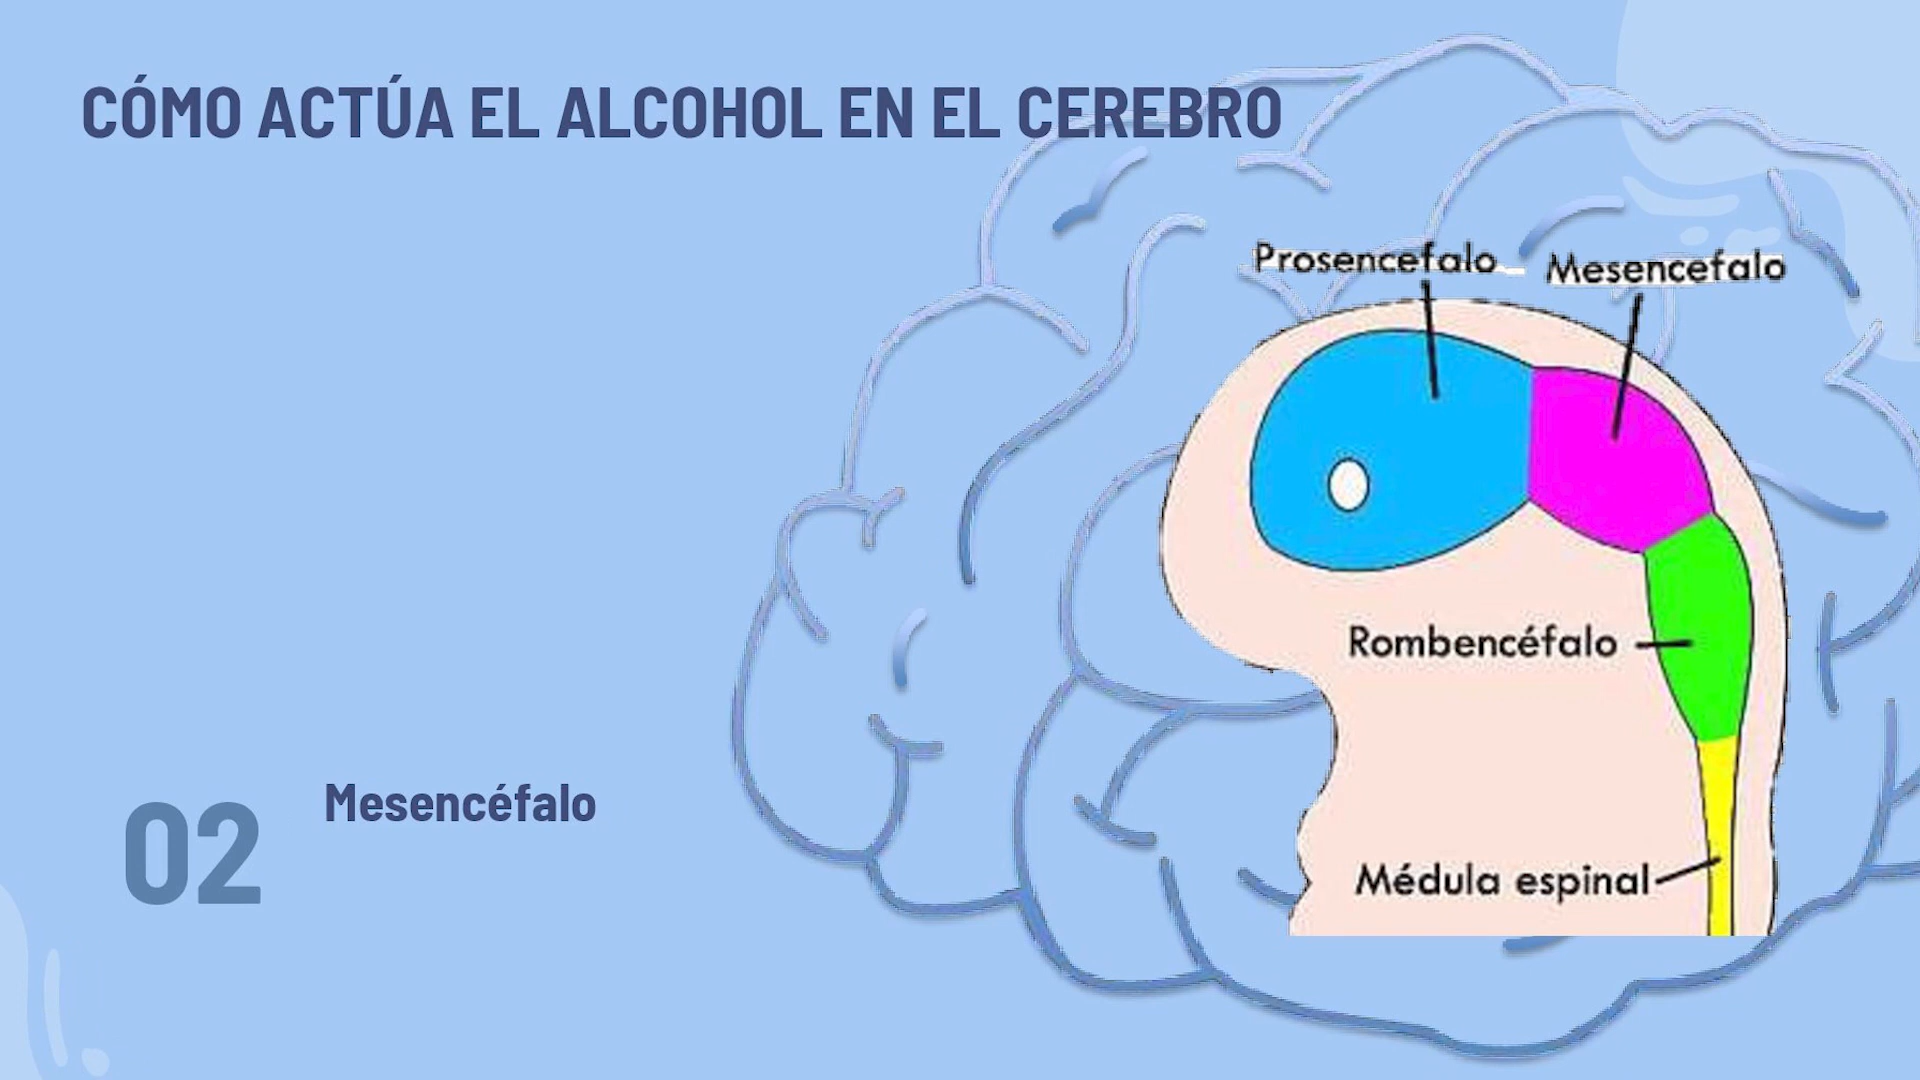 CÓMO ACTÚA EL ALCOHOL EN EL CEREBRO
Prosencefalo
Mesencefalo
Rombencéfalo
Médula espinal
02
Mesencéfalo